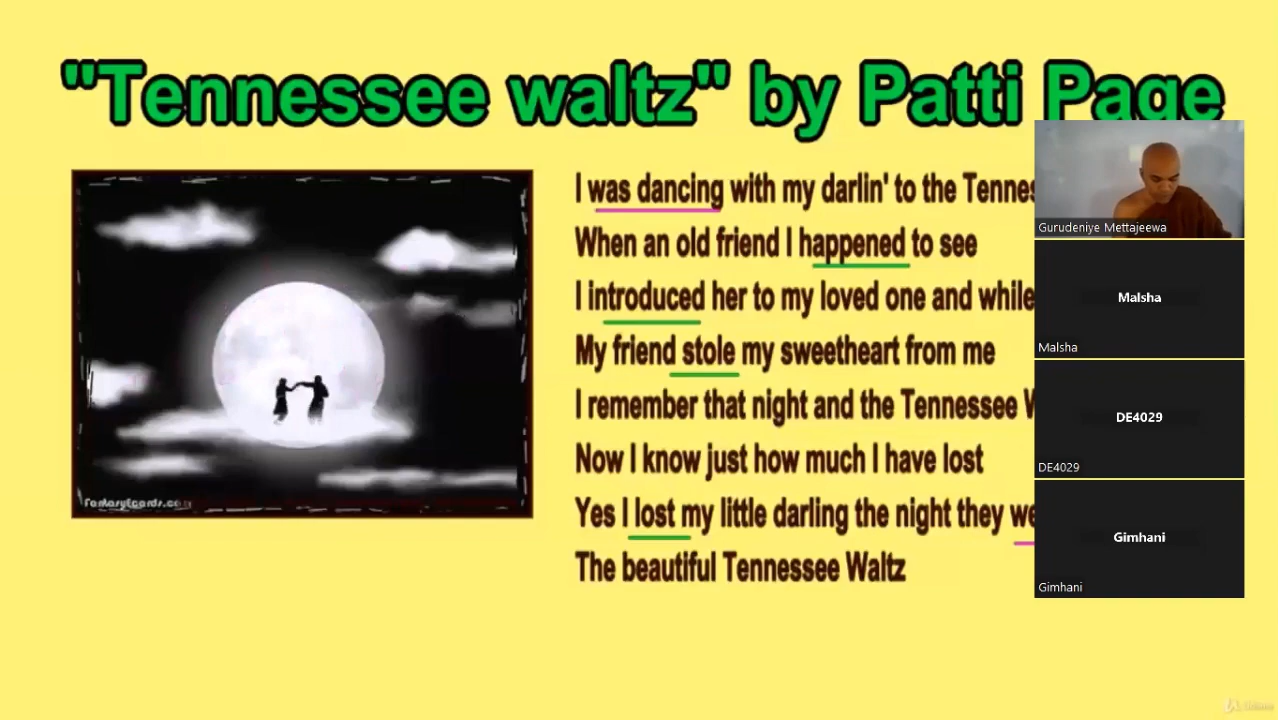 "Tennessee waltz" by Patti Page
I was dancing with my darlin' to the Tennes
When an old friend I happened to see
I introduced her to my loved one and while
My friend stole my sweetheart from me
I remember that night and the Tennessee W
Now I know just how much I have lost
Yes I lost my little darling the night they we
The beautiful Tennessee Waltz
Gurudeniye Mettajeewa
Malsha
Malsha
DE4029
DE4029
Gimhani
Gimhani